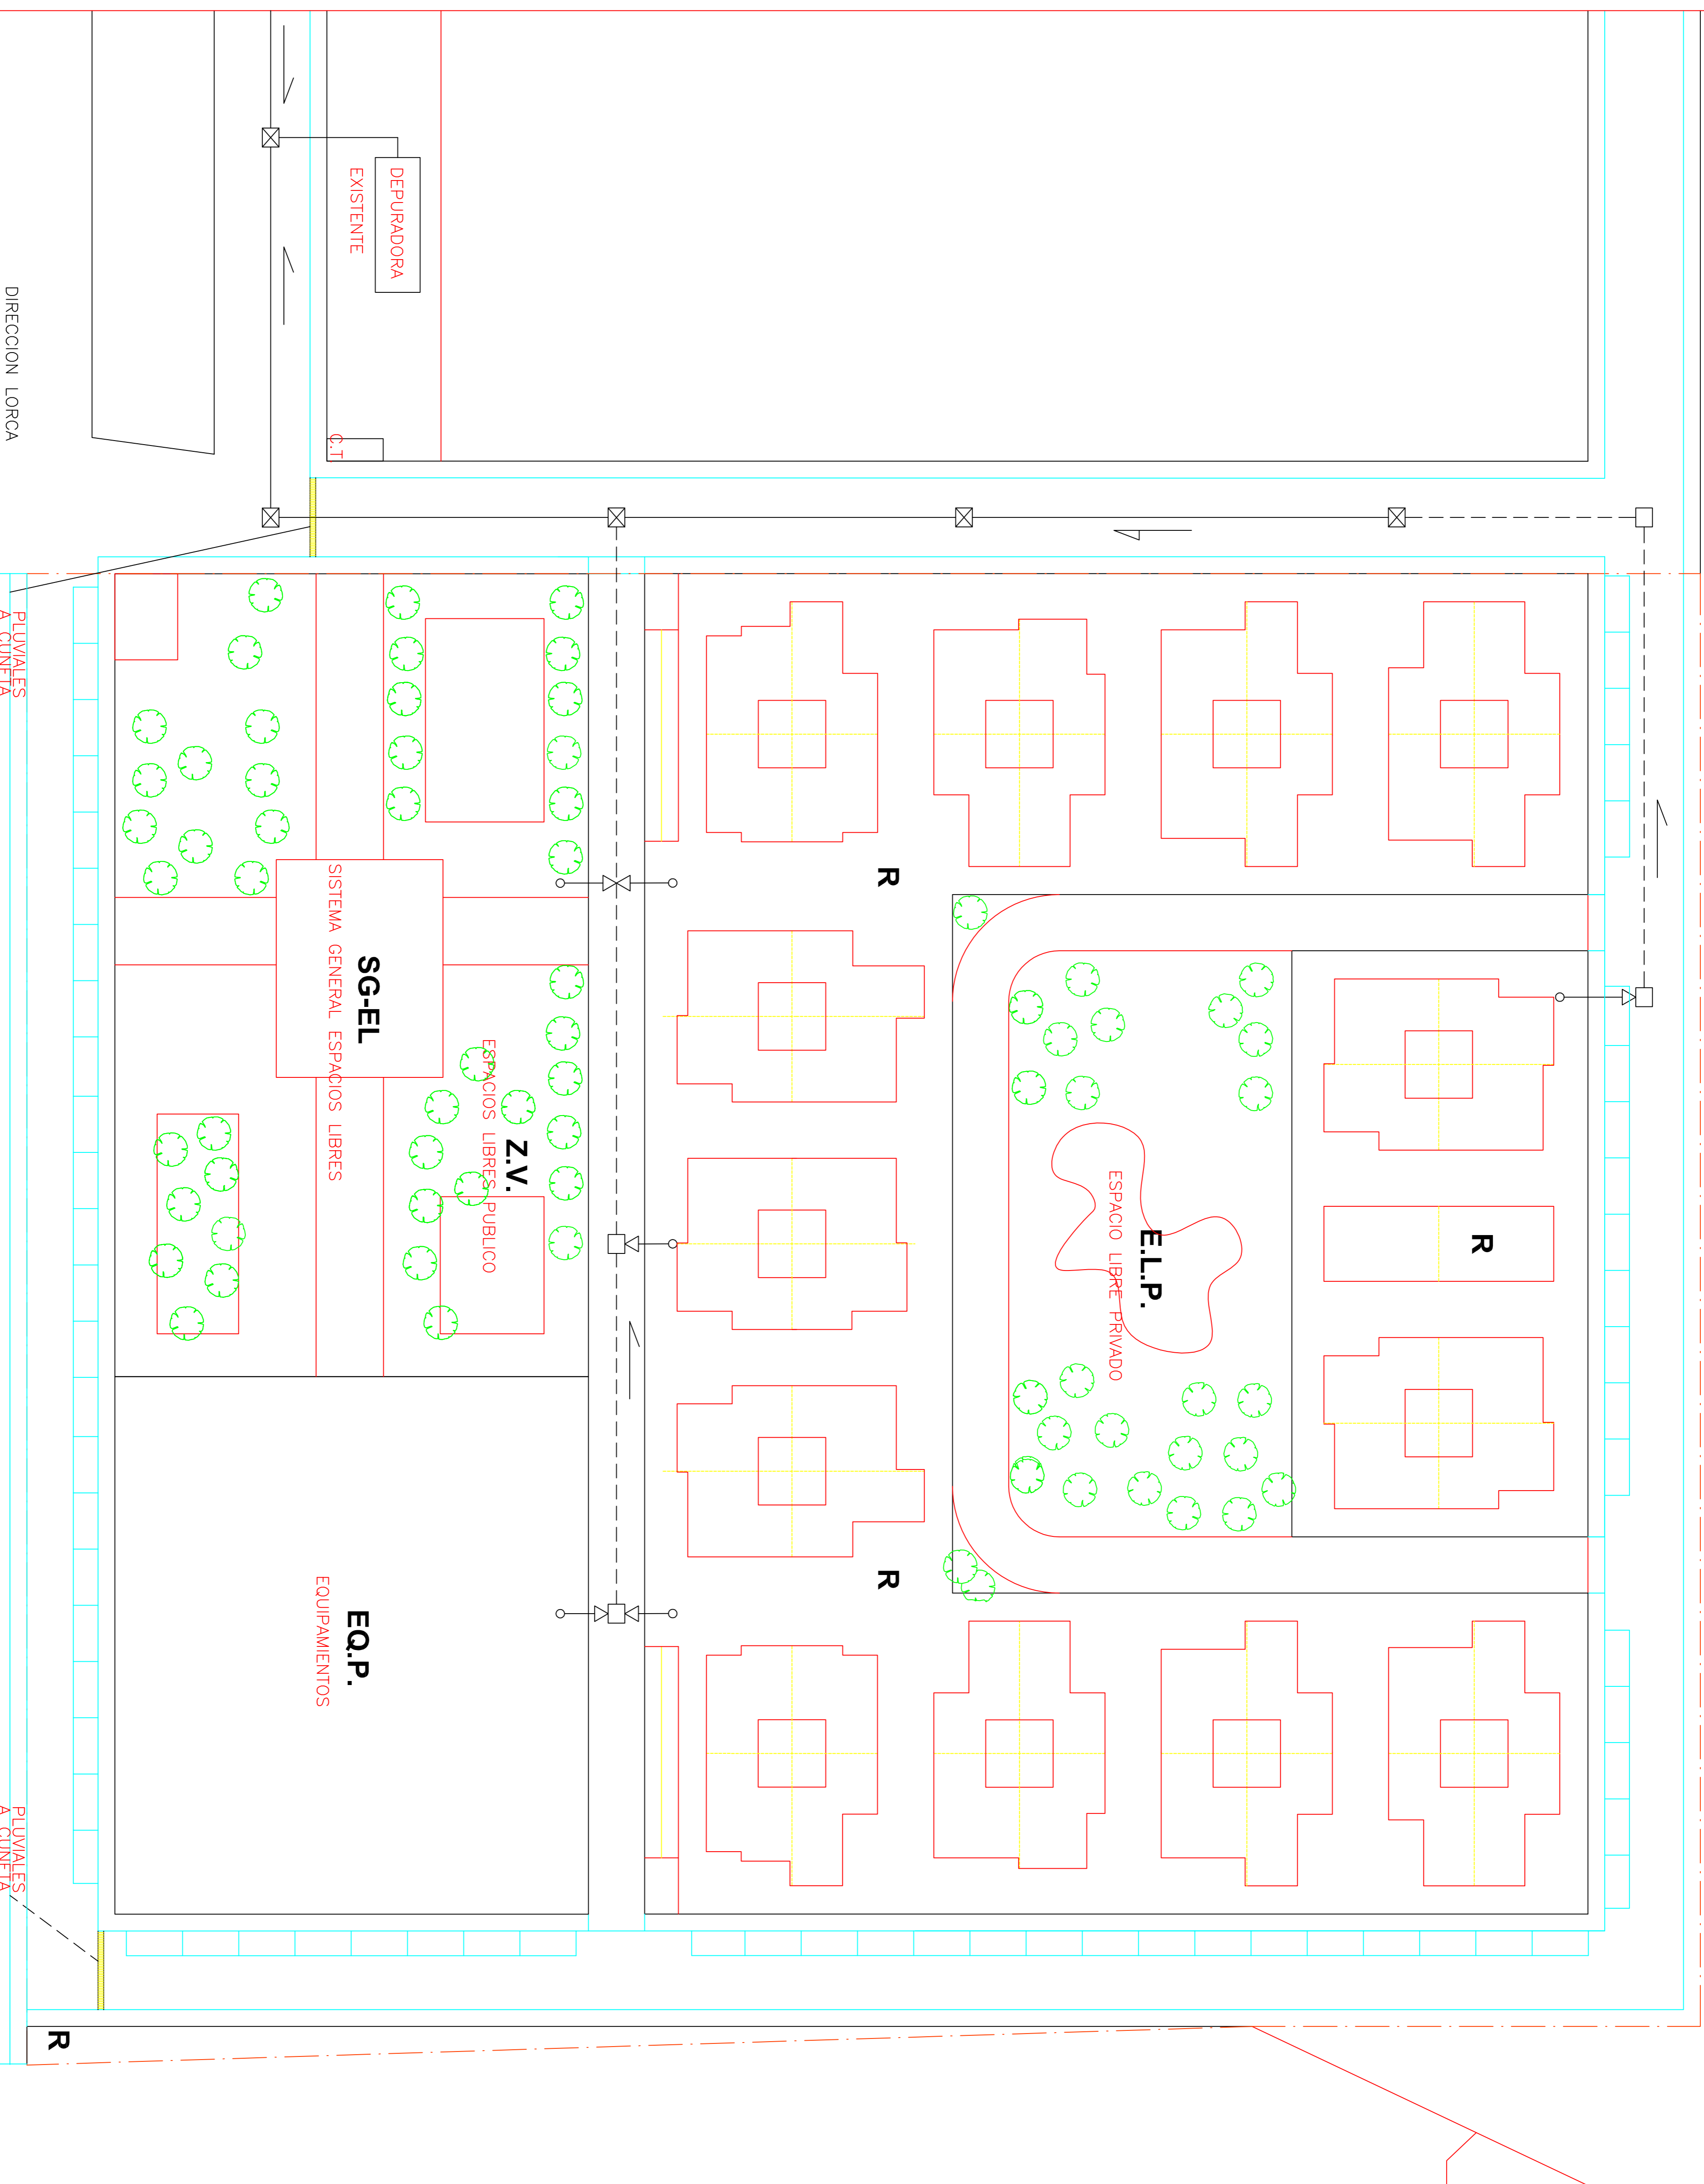 DEPURADORA
EXISTENTE
C.T
DIRECCION LORCA
PLUVIALES
A CUNETA
R
R
E.L.P.
ESPACIO LIBRE PRIVADO
R
Z.V.
ESPACIOS LIBRES PUBLICO
SG-EL
SISTEMA GENERAL ESPACIOS LIBRES
EQ.P.
EQUIPAMIENTOS
PLUVIALES
A CUNETA
R